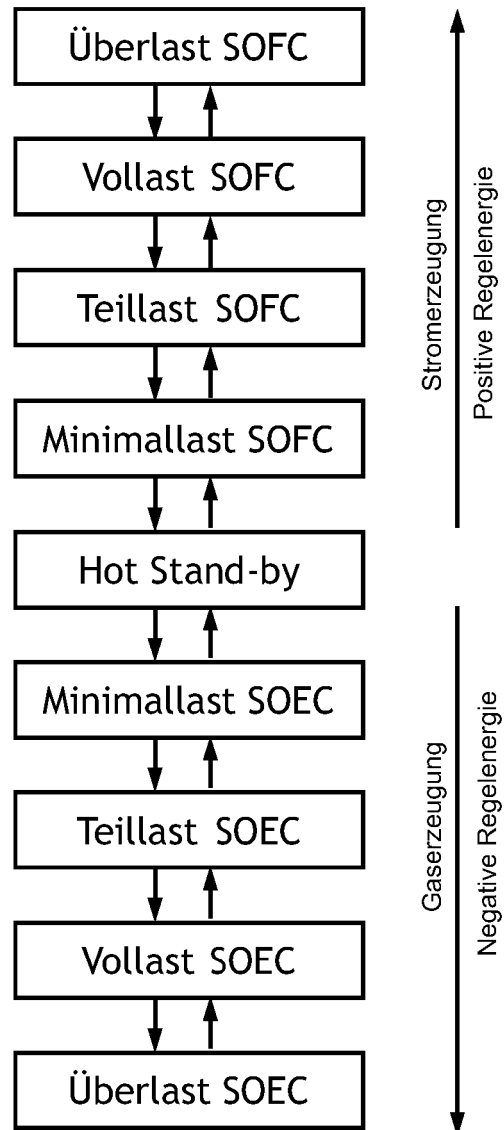 Überlast SOFC
Vollast SOFC
Teillast SOFC
Minimallast SOFC
Hot Stand-by
Minimallast SOEC
Teillast SOEC
Vollast SOEC
Überlast SOEC
Stromerzeugung
Positive Regelenergie
Gaserzeugung
Negative Regelenergie